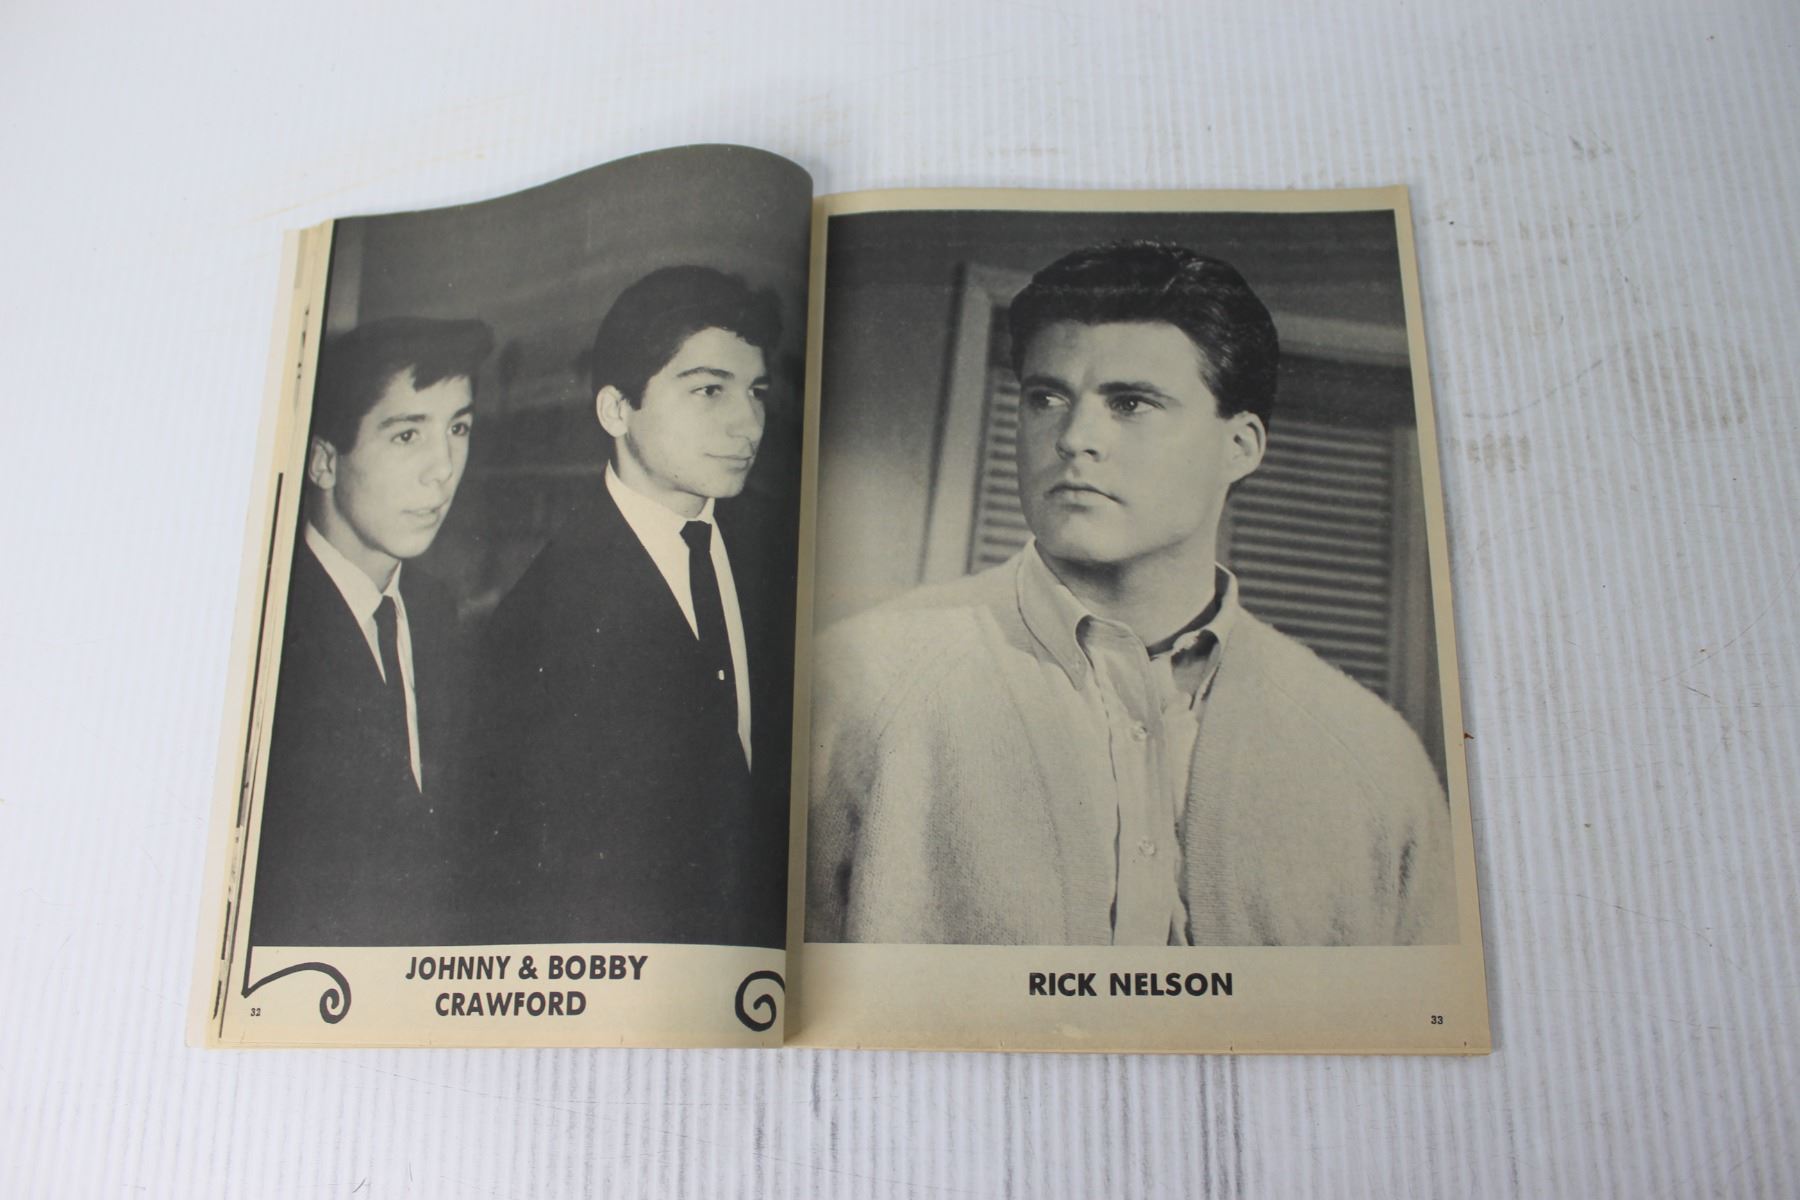 JOHNNY & BOBBY
CRAWFORD
32
RICK NELSON
33